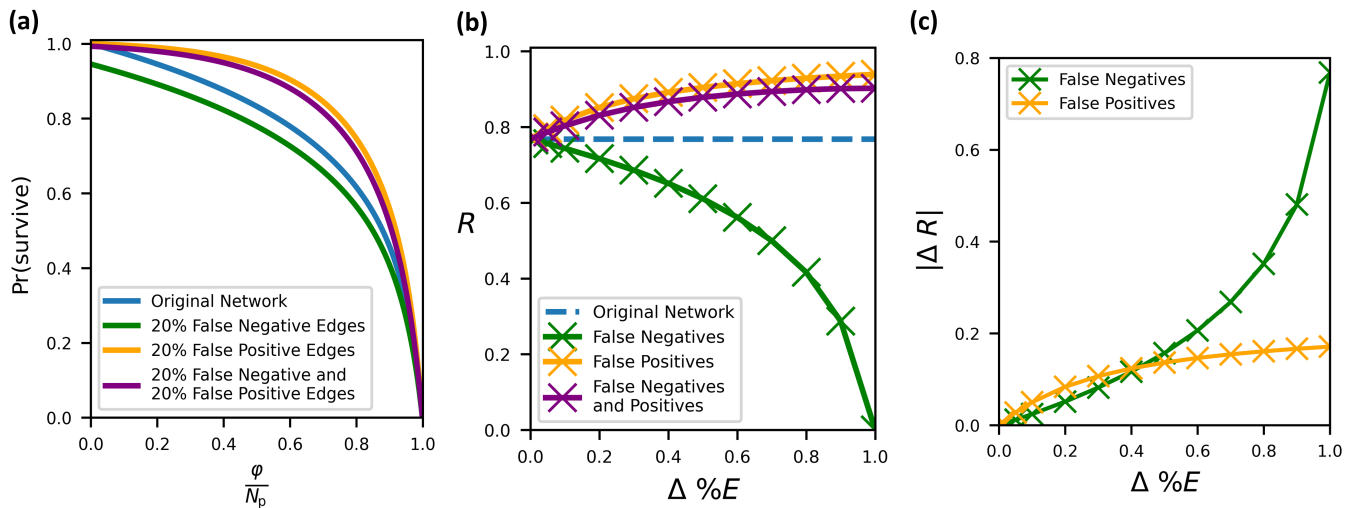 (a)
1.0
0.8
0.6
0.4
0.2
0.0
Pr(survive)
Original Network
20% False Negative Edges
20% False Positive Edges
20% False Negative and
20% False Positive Edges
0.0 0.2 0.4 0.6 0.8 1.0
φ
Np
(b)
1.0
0.8
0.6
0.4
0.2
0.0
R
Original Network
False Negatives
False Positives
False Negatives
and Positives
0.0 0.2 0.4 0.6 0.8 1.0
Δ %E
(c)
0.8
0.6
0.4
0.2
0.0
|Δ R|
False Negatives
False Positives
0.0 0.2 0.4 0.6 0.8 1.0
Δ %E